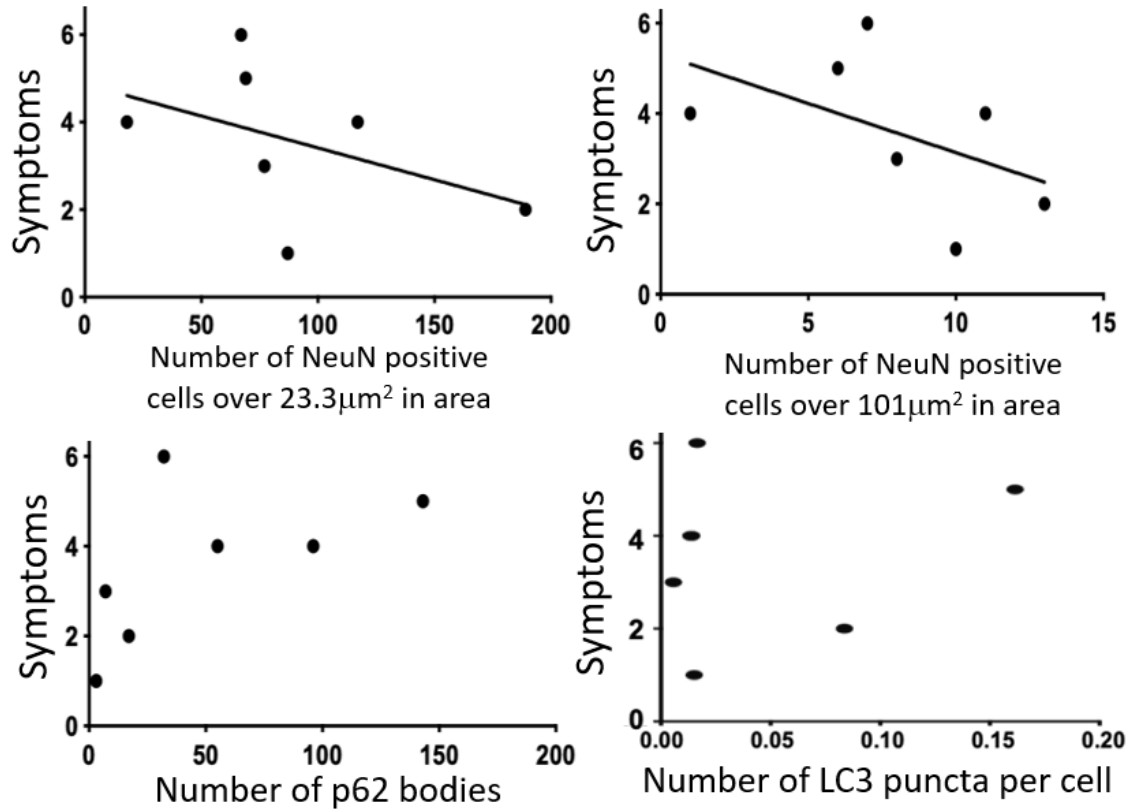 Symptoms
6
4
2
0
0 50 100 150 200
Number of NeuN positive
cells over 23.3μm² in area
Symptoms
6
4
2
0
0 5 10 15
Number of NeuN positive
cells over 101μm² in area
Symptoms
6
4
2
0
0 50 100 150 200
Number of p62 bodies
Symptoms
6
4
2
0
0.00 0.05 0.10 0.15 0.20
Number of LC3 puncta per cell